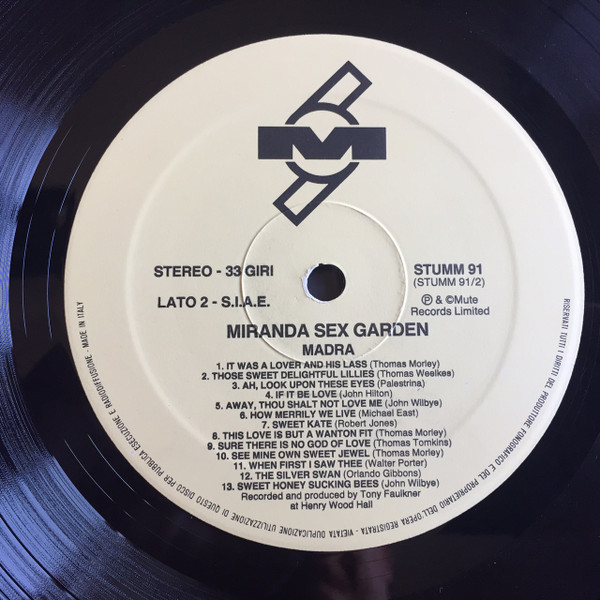 M
STEREO - 33 GIRI
STUMM 91
(STUMM 91/2)
LATO 2 - S.I.A.E.
℗ & ©Mute
Records Limited
MIRANDA SEX GARDEN
MADRA
1. IT WAS A LOVER AND HIS LASS (Thomas Morley)
2. THOSE SWEET DELIGHTFUL LILLIES (Thomas Weelkes)
3. AH, LOOK UPON THESE EYES (Palestrina)
4. IF IT BE LOVE (John Hilton)
5. AWAY, THOU SHALT NOT LOVE ME (John Wilbye)
6. HOW MERRILY WE LIVE (Michael East)
7. SWEET KATE (Robert Jones)
8. THIS LOVE IS BUT A WANTON FIT (Thomas Morley)
9. SURE THERE IS NO GOD OF LOVE (Thomas Tomkins)
10. SEE MINE OWN SWEET JEWEL (Thomas Morley)
11. WHEN FIRST I SAW THEE (Walter Porter)
12. THE SILVER SWAN (Orlando Gibbons)
13. SWEET HONEY SUCKING BEES (John Wilbye)
Recorded and produced by Tony Faulkner
at Henry Wood Hall
RISERVATI TUTTI I DIRITTI DEL PRODUTTORE FONOGRAFICO E DEL PROPRIETARIO DELL'OPERA REGISTRATA - VIETATA DUPLICAZIONE UTILIZZAZIONE DI QUESTO DISCO PER PUBBLICA ESECUZIONE E RADIODIFFUSIONE - MADE IN ITALY